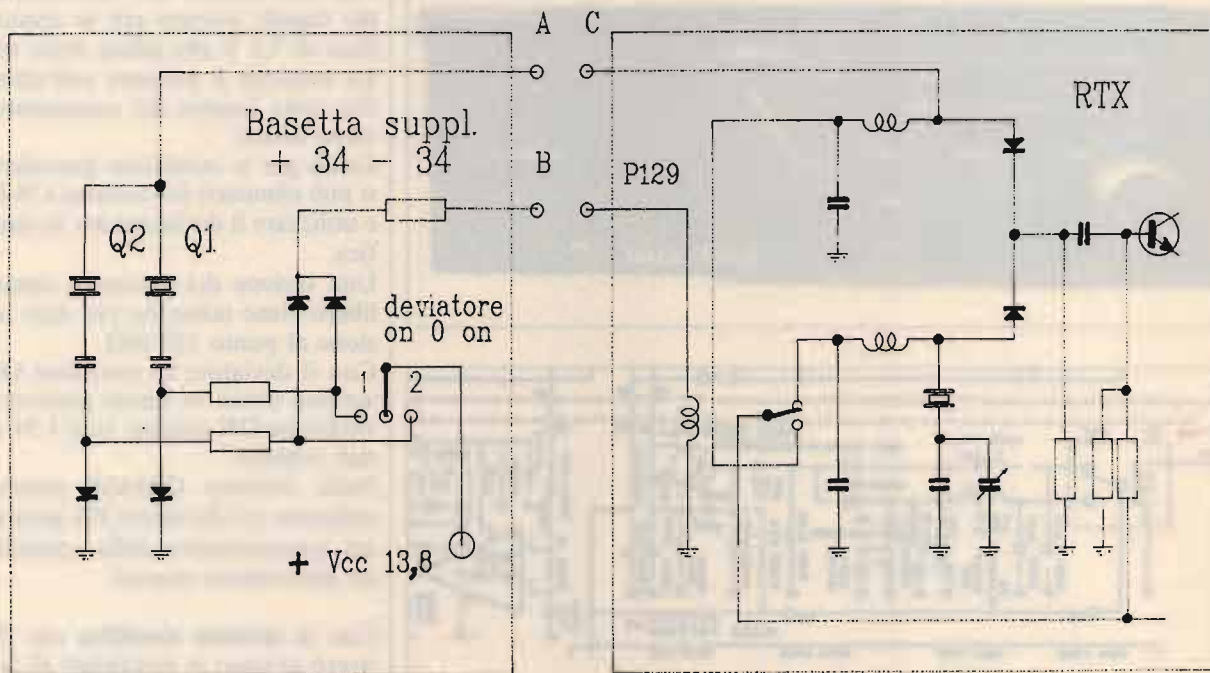 A C
RTX
Basetta suppl.
+ 34 - 34
B
P129
Q2 Q1
deviatore
on 0 on
1 2
+ Vcc 13,8